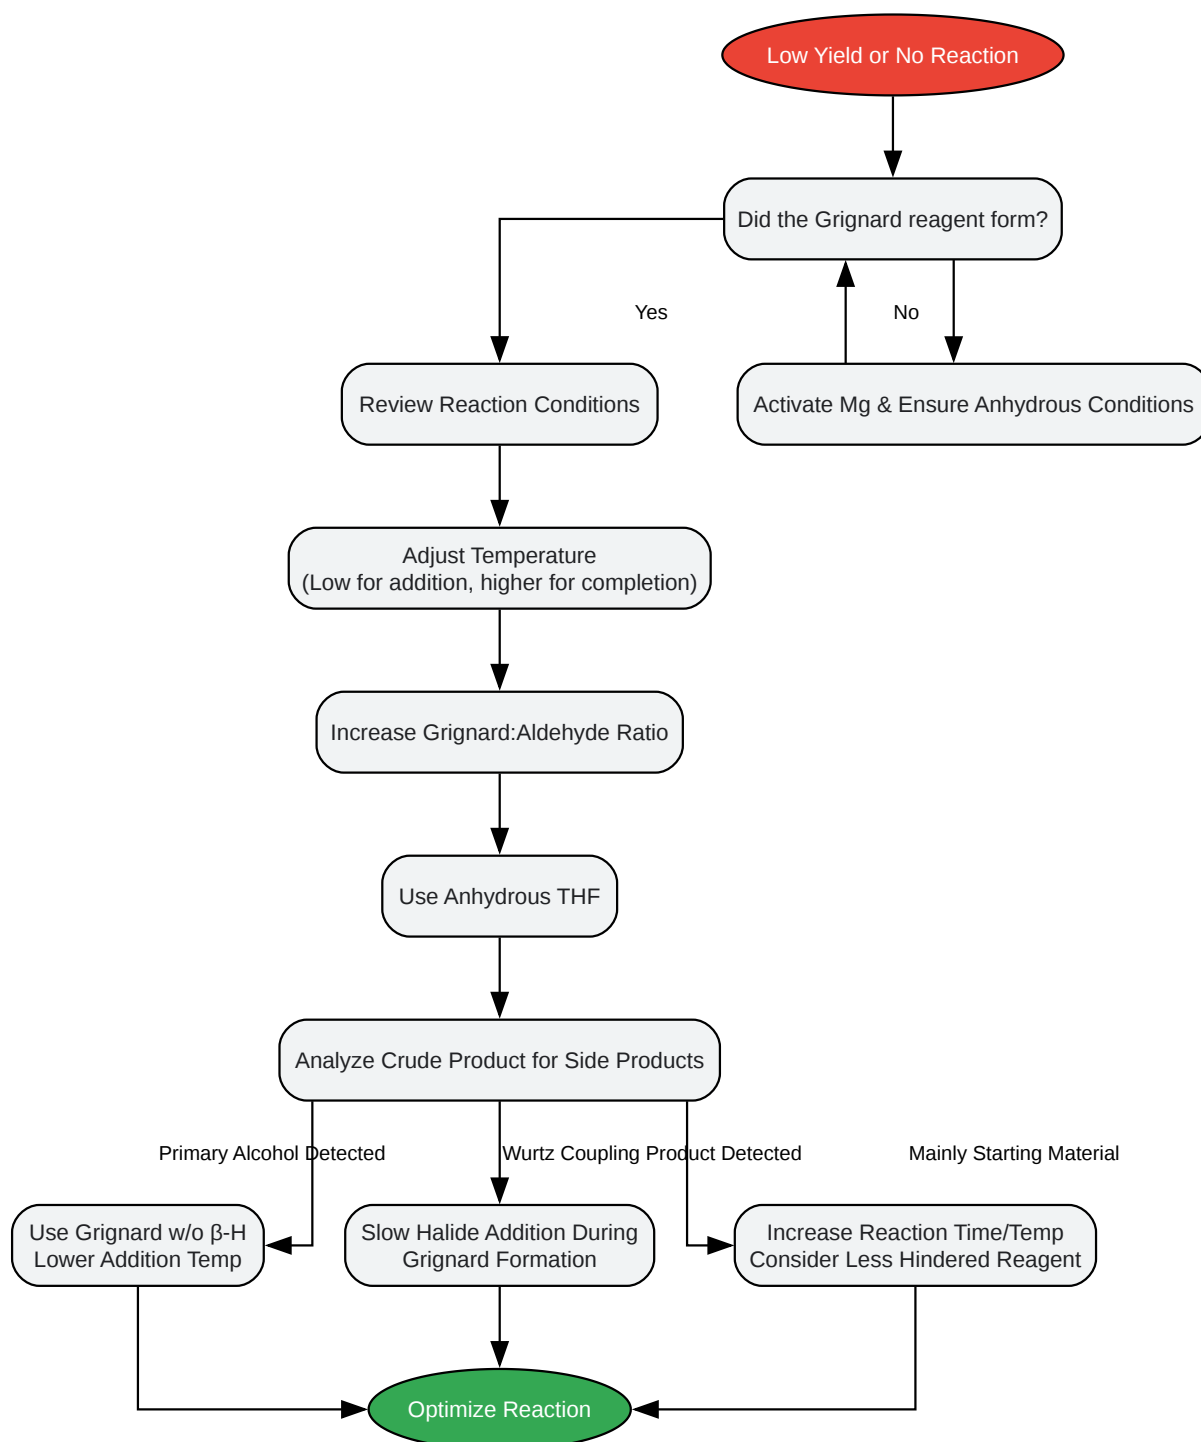 Low Yield or No Reaction
Did the Grignard reagent form?
Yes
No
Review Reaction Conditions
Activate Mg & Ensure Anhydrous Conditions
Adjust Temperature
(Low for addition, higher for completion)
Increase Grignard:Aldehyde Ratio
Use Anhydrous THF
Analyze Crude Product for Side Products
Primary Alcohol Detected
Wurtz Coupling Product Detected
Mainly Starting Material
Use Grignard w/o β-H
Lower Addition Temp
Slow Halide Addition During
Grignard Formation
Increase Reaction Time/Temp
Consider Less Hindered Reagent
Optimize Reaction